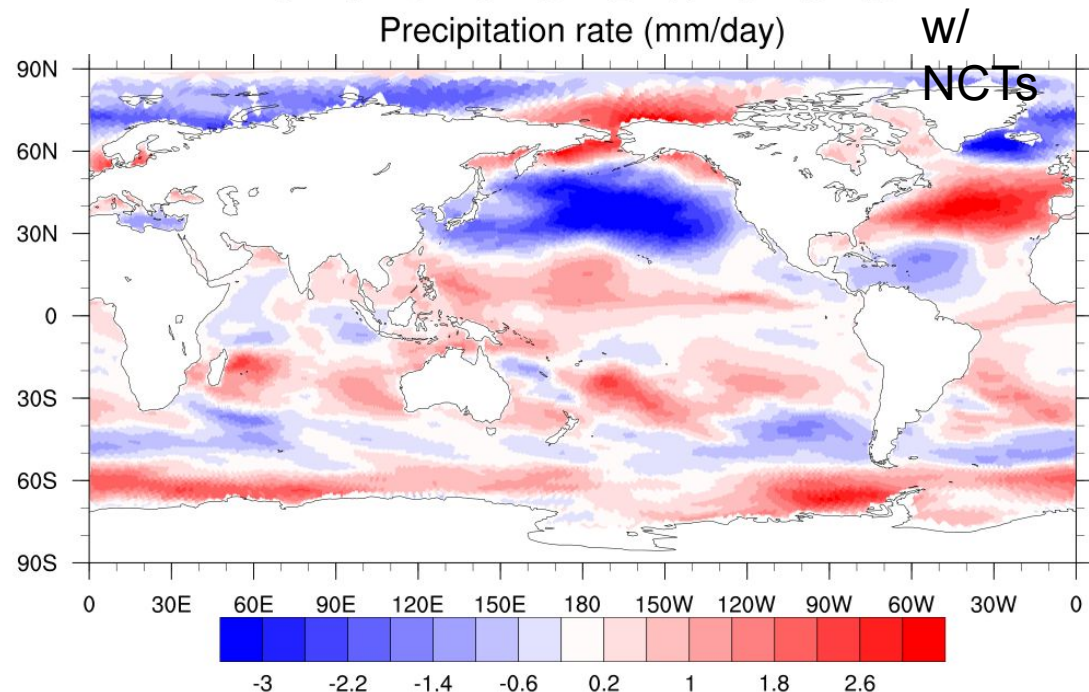 Precipitation rate (mm/day)
w/
NCTs
90N
60N
30N
0
30S
60S
90S
0 30E 60E 90E 120E 150E 180 150W 120W 90W 60W 30W 0
-3 -2.2 -1.4 -0.6 0.2 1 1.8 2.6